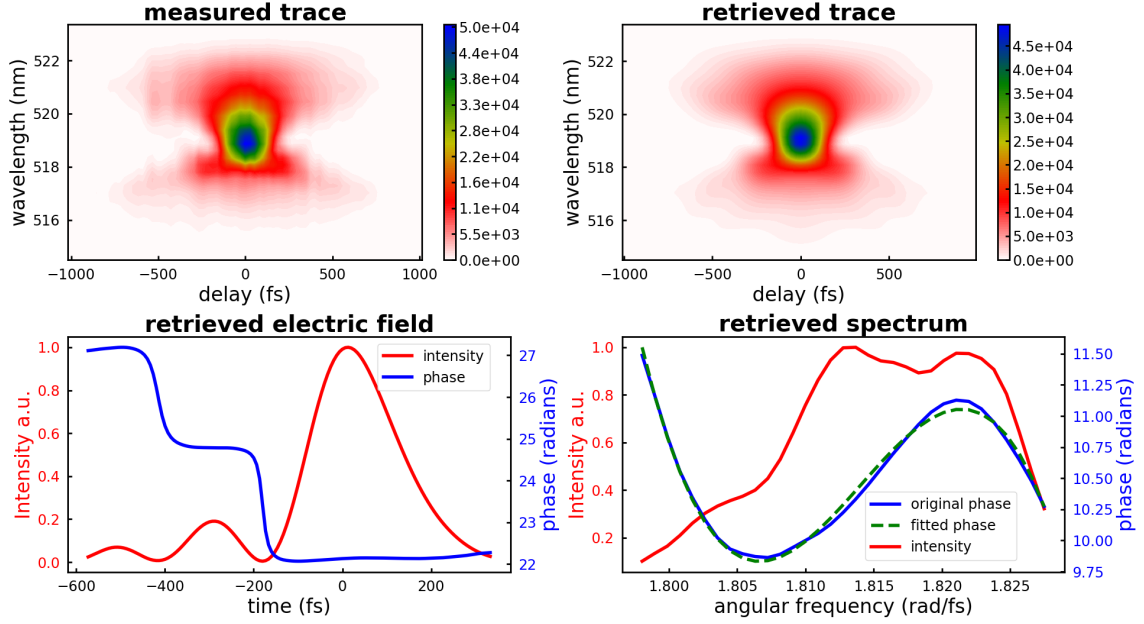 measured trace
522
520
518
516
wavelength (nm)
−1000
−500
0
500
1000
delay (fs)
5.0e+04
4.4e+04
3.9e+04
3.3e+04
2.8e+04
2.2e+04
1.7e+04
1.1e+04
5.5e+03
0.0e+00
retrieved trace
522
520
518
516
wavelength (nm)
−1000
−500
0
500
delay (fs)
4.5e+04
4.0e+04
3.5e+04
3.0e+04
2.5e+04
2.0e+04
1.5e+04
1.0e+04
5.0e+03
0.0e+00
retrieved electric field
1.0
0.8
0.6
0.4
0.2
0.0
Intensity a.u.
intensity
phase
27
26
25
24
23
22
phase (radians)
−600
−400
−200
0
200
time (fs)
retrieved spectrum
1.0
0.8
0.6
0.4
0.2
Intensity a.u.
original phase
fitted phase
intensity
11.50
11.25
11.00
10.75
10.50
10.25
10.00
9.75
phase (radians)
1.800
1.805
1.810
1.815
1.820
1.825
angular frequency (rad/fs)